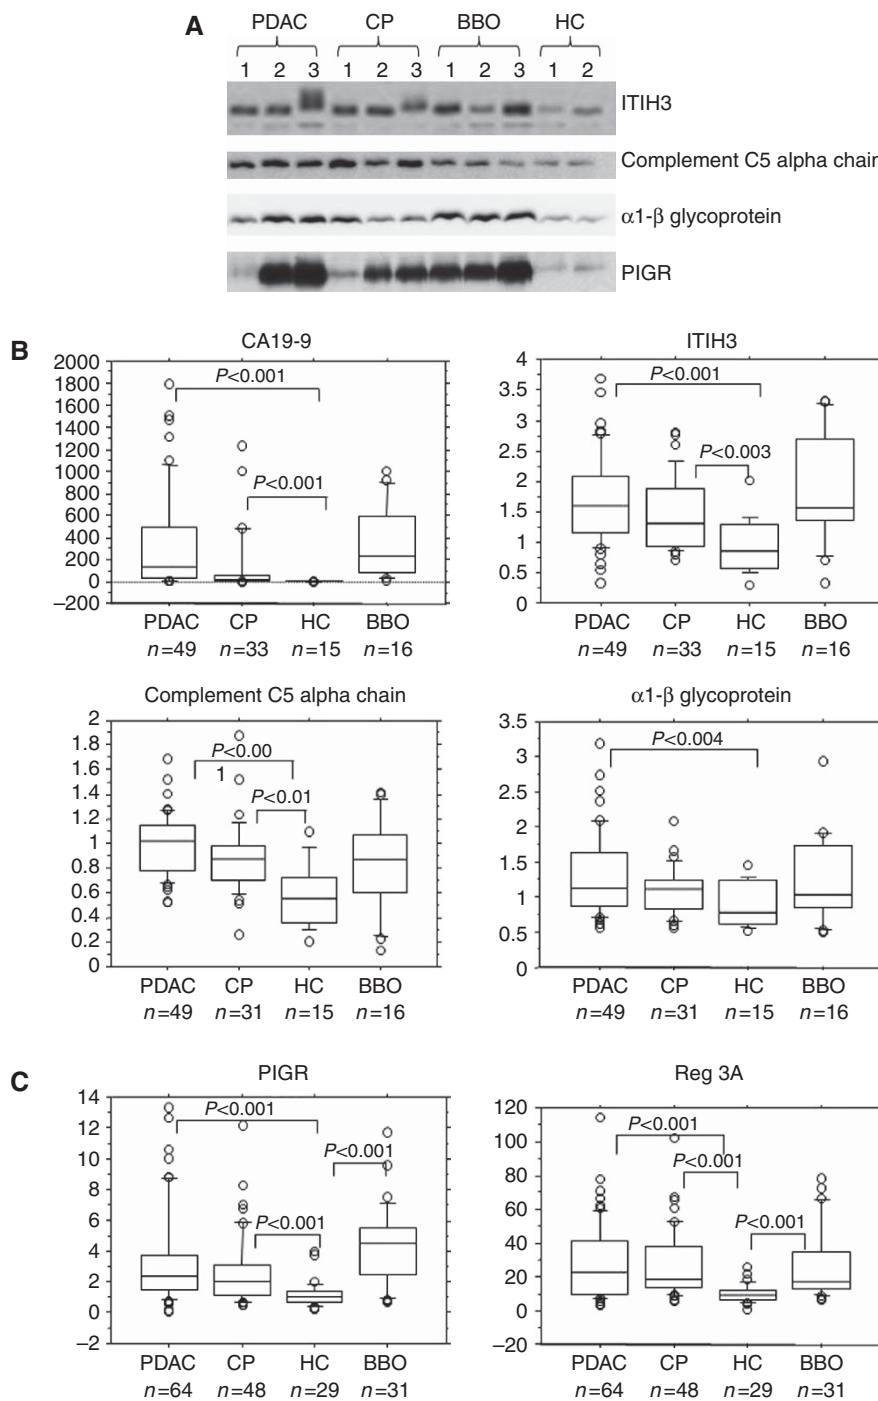 A
PDAC CP BBO HC
1 2 3 1 2 3 1 2 3 1 2
ITIH3
Complement C5 alpha chain
α1-β glycoprotein
PIGR
B
CA19-9
2000
1800
1600
1400
1200
1000
800
600
400
200
0
–200
P<0.001
P<0.001
PDAC CP HC BBO
n=49 n=33 n=15 n=16
ITIH3
4
3.5
3
2.5
2
1.5
1
0.5
0
P<0.001
P<0.003
PDAC CP HC BBO
n=49 n=33 n=15 n=16
Complement C5 alpha chain
2
1.8
1.6
1.4
1.2
1
0.8
0.6
0.4
0.2
0
P<0.00
1
P<0.01
PDAC CP HC BBO
n=49 n=31 n=15 n=16
α1-β glycoprotein
3.5
3
2.5
2
1.5
1
0.5
0
P<0.004
PDAC CP HC BBO
n=49 n=31 n=15 n=16
C
PIGR
14
12
10
8
6
4
2
0
–2
P<0.001
P<0.001
P<0.001
PDAC CP HC BBO
n=64 n=48 n=29 n=31
Reg 3A
120
100
80
60
40
20
0
–20
P<0.001
P<0.001
P<0.001
PDAC CP HC BBO
n=64 n=48 n=29 n=31